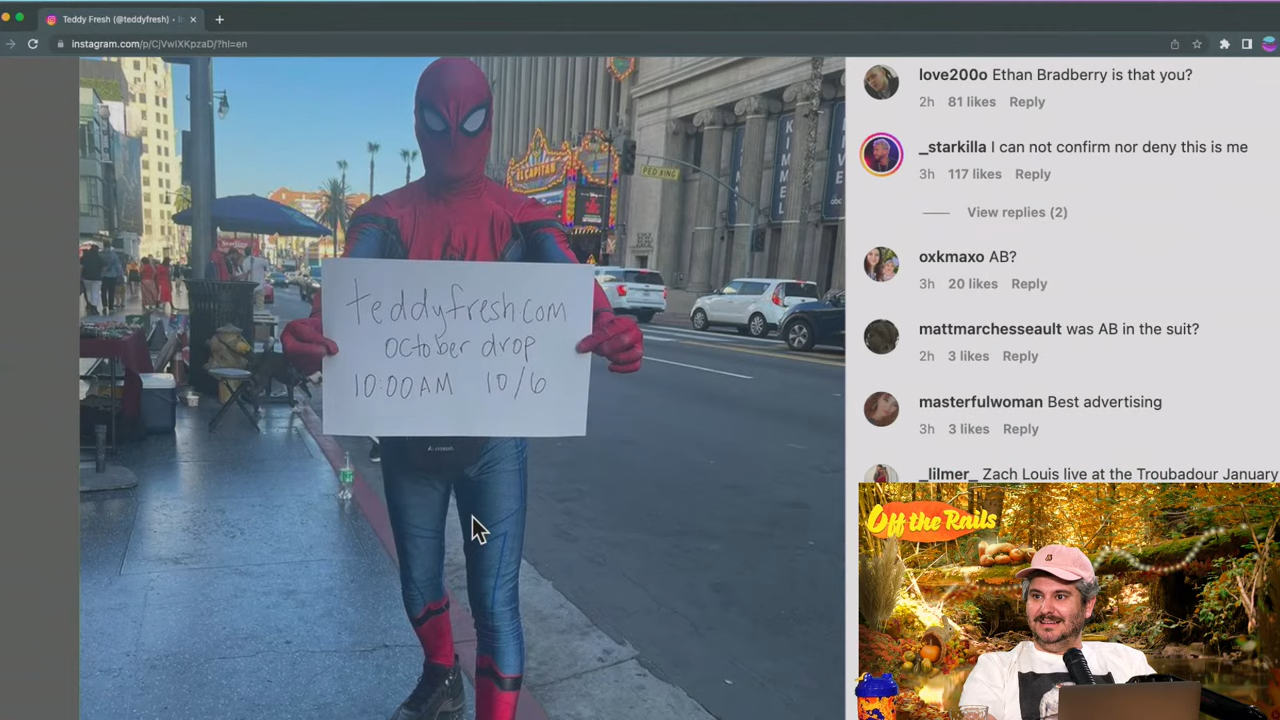 Teddy Fresh (@teddyfresh) •
instagram.com/p/CjVwIXKpzaD/?hl=en
love200o Ethan Bradberry is that you?
2h 81 likes Reply
_starkilla I can not confirm nor deny this is me
3h 117 likes Reply
View replies (2)
oxkmaxo AB?
3h 20 likes Reply
mattmarchesseault was AB in the suit?
2h 3 likes Reply
masterfulwoman Best advertising
3h 3 likes Reply
_lilmer_ Zach Louis live at the Troubadour January
EL CAPITAN
PED XING
KIMMEL
abc
teddyfresh.com
october drop
10:00AM 10/6
Off the Rails